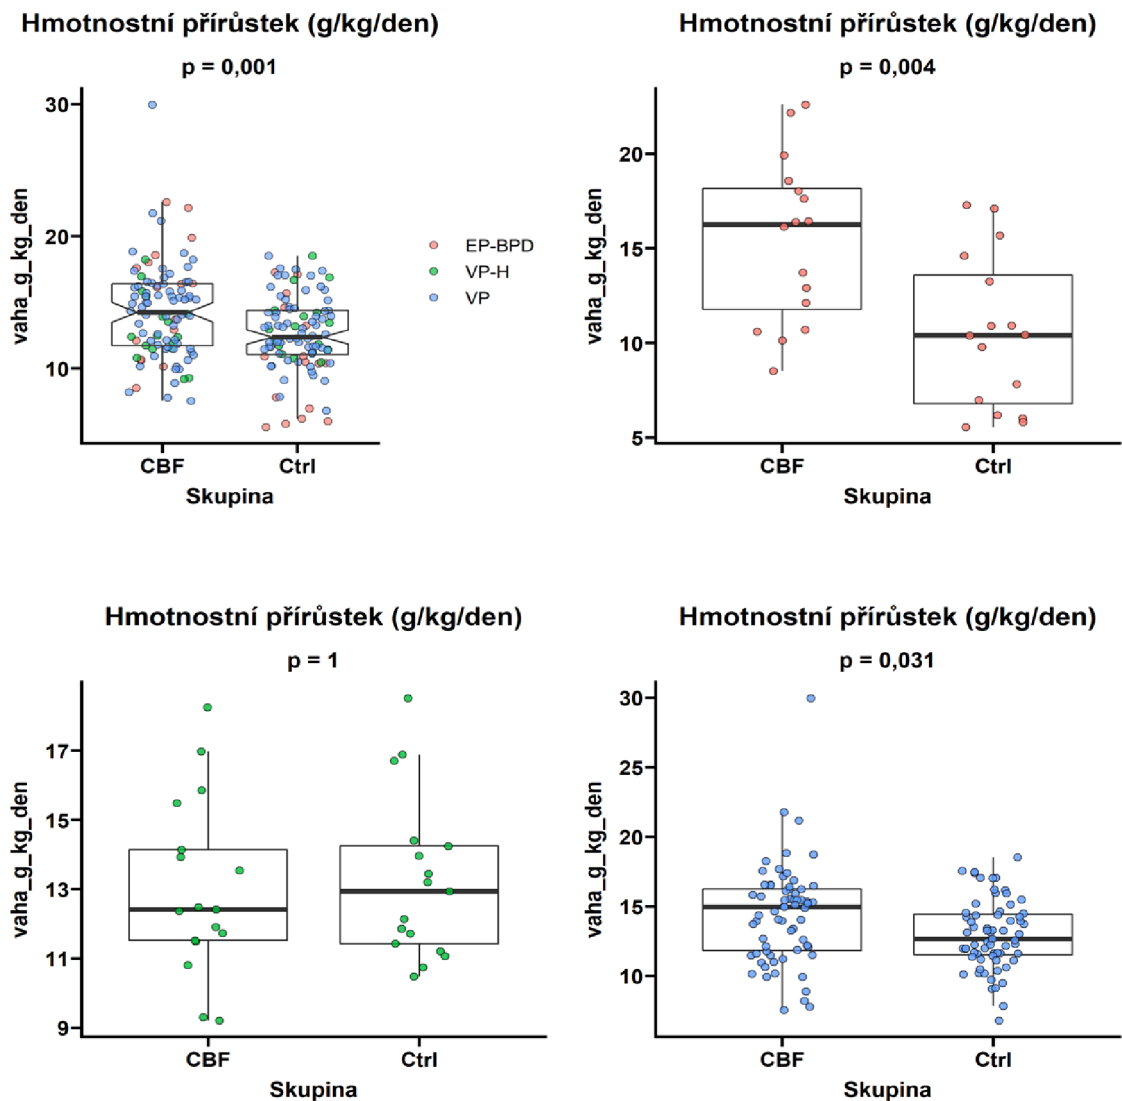 Hmotnostní přírůstek (g/kg/den)
p = 0,001
30
20
10
vaha_g_kg_den
CBF
Ctrl
Skupina
EP-BPD
VP-H
VP
Hmotnostní přírůstek (g/kg/den)
p = 0,004
20
15
10
5
vaha_g_kg_den
CBF
Ctrl
Skupina
Hmotnostní přírůstek (g/kg/den)
p = 1
17
15
13
11
9
vaha_g_kg_den
CBF
Ctrl
Skupina
Hmotnostní přírůstek (g/kg/den)
p = 0,031
30
25
20
15
10
vaha_g_kg_den
CBF
Ctrl
Skupina